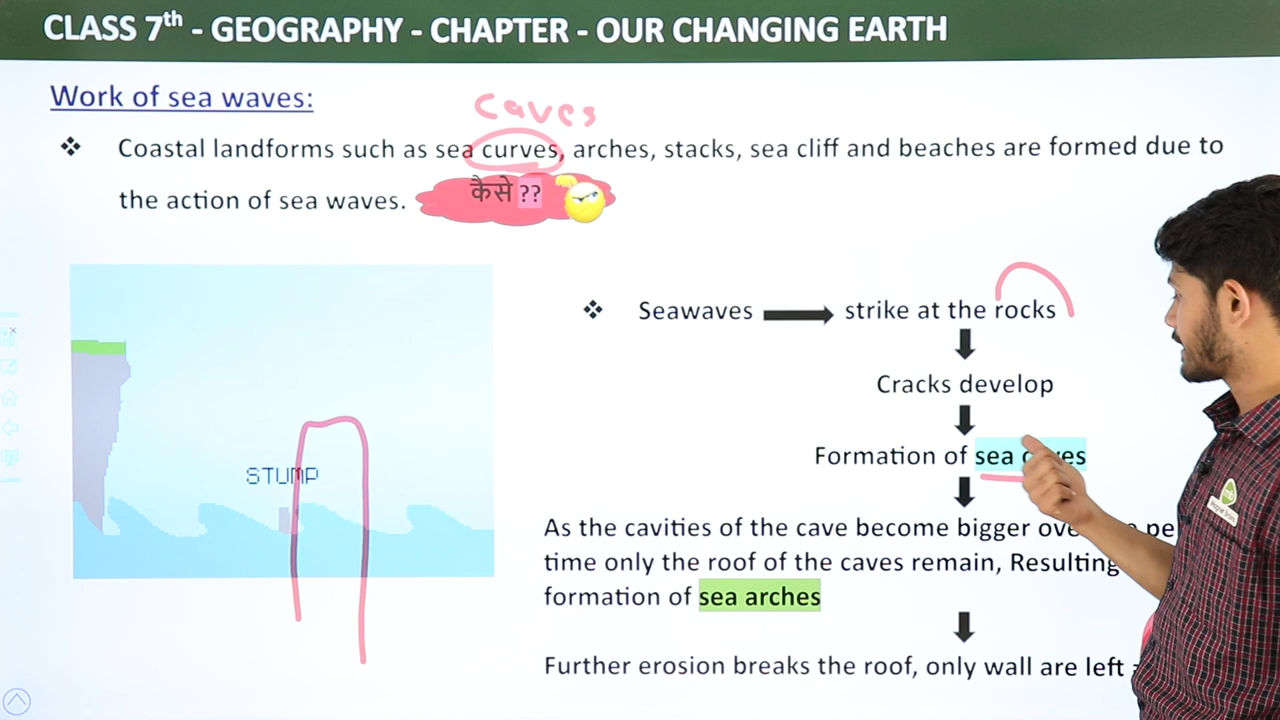 CLASS 7th - GEOGRAPHY - CHAPTER - OUR CHANGING EARTH
Work of sea waves:
caves
Coastal landforms such as sea curves, arches, stacks, sea cliff and beaches are formed due to
the action of sea waves. कैसे ??
Seawaves strike at the rocks
Cracks develop
STUMP
Formation of sea caves
As the cavities of the cave become bigger
time only the roof of the caves remain, Resulting
formation of sea arches
Further erosion breaks the roof, only wall are left